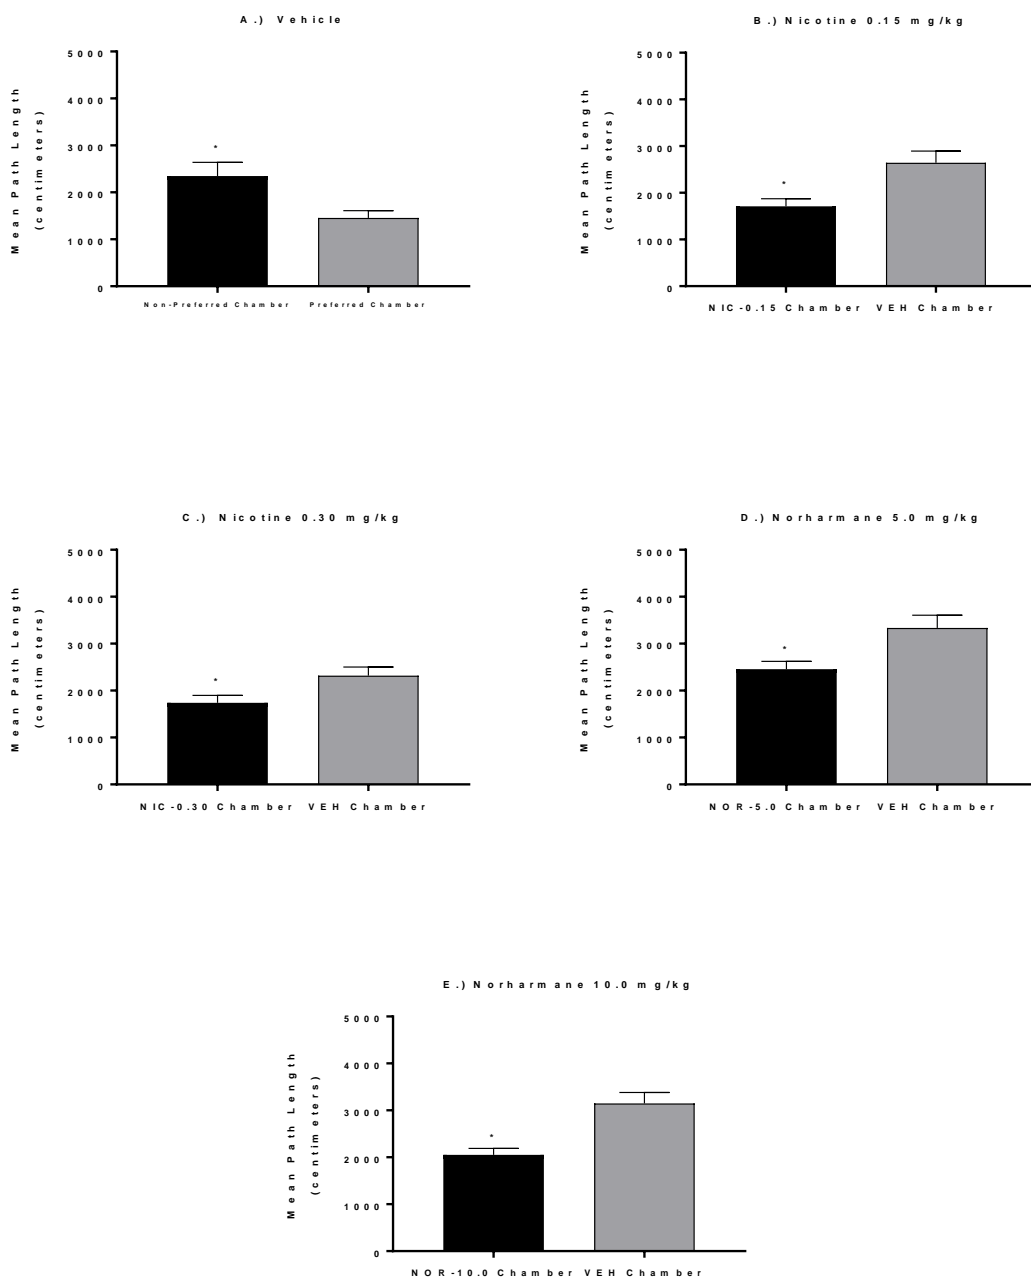 A.) Vehicle
Mean Path Length
(centimeters)
5000
4000
3000
2000
1000
0
*
Non-Preferred Chamber Preferred Chamber
B.) Nicotine 0.15 mg/kg
Mean Path Length
(centimeters)
5000
4000
3000
2000
1000
0
*
NIC-0.15 Chamber VEH Chamber
C.) Nicotine 0.30 mg/kg
Mean Path Length
(centimeters)
5000
4000
3000
2000
1000
0
*
NIC-0.30 Chamber VEH Chamber
D.) Norharmane 5.0 mg/kg
Mean Path Length
(centimeters)
5000
4000
3000
2000
1000
0
*
NOR-5.0 Chamber VEH Chamber
E.) Norharmane 10.0 mg/kg
Mean Path Length
(centimeters)
5000
4000
3000
2000
1000
0
*
NOR-10.0 Chamber VEH Chamber